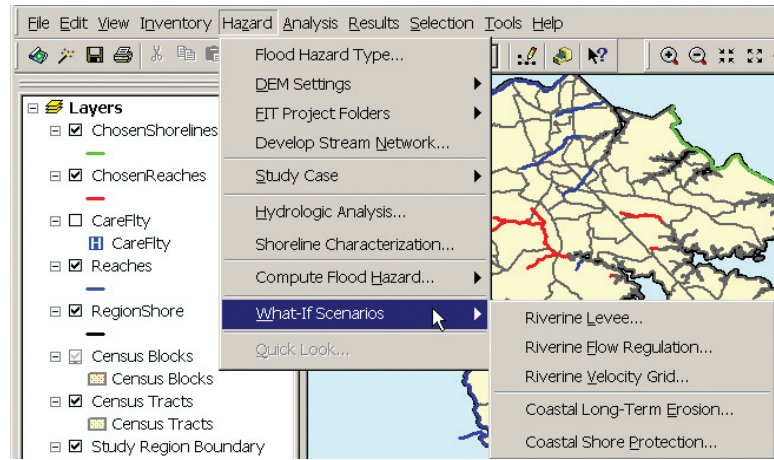 File Edit View Inventory Hazard Analysis Results Selection Tools Help
Layers
ChosenShorelines
ChosenReaches
CareFlty
CareFlty
Reaches
RegionShore
Census Blocks
Census Blocks
Census Tracts
Census Tracts
Study Region Boundary
Flood Hazard Type...
DEM Settings
FIT Project Folders
Develop Stream Network...
Study Case
Hydrologic Analysis...
Shoreline Characterization...
Compute Flood Hazard...
What-If Scenarios
Quick Look...
Riverine Levee...
Riverine Flow Regulation...
Riverine Velocity Grid...
Coastal Long-Term Erosion...
Coastal Shore Protection...